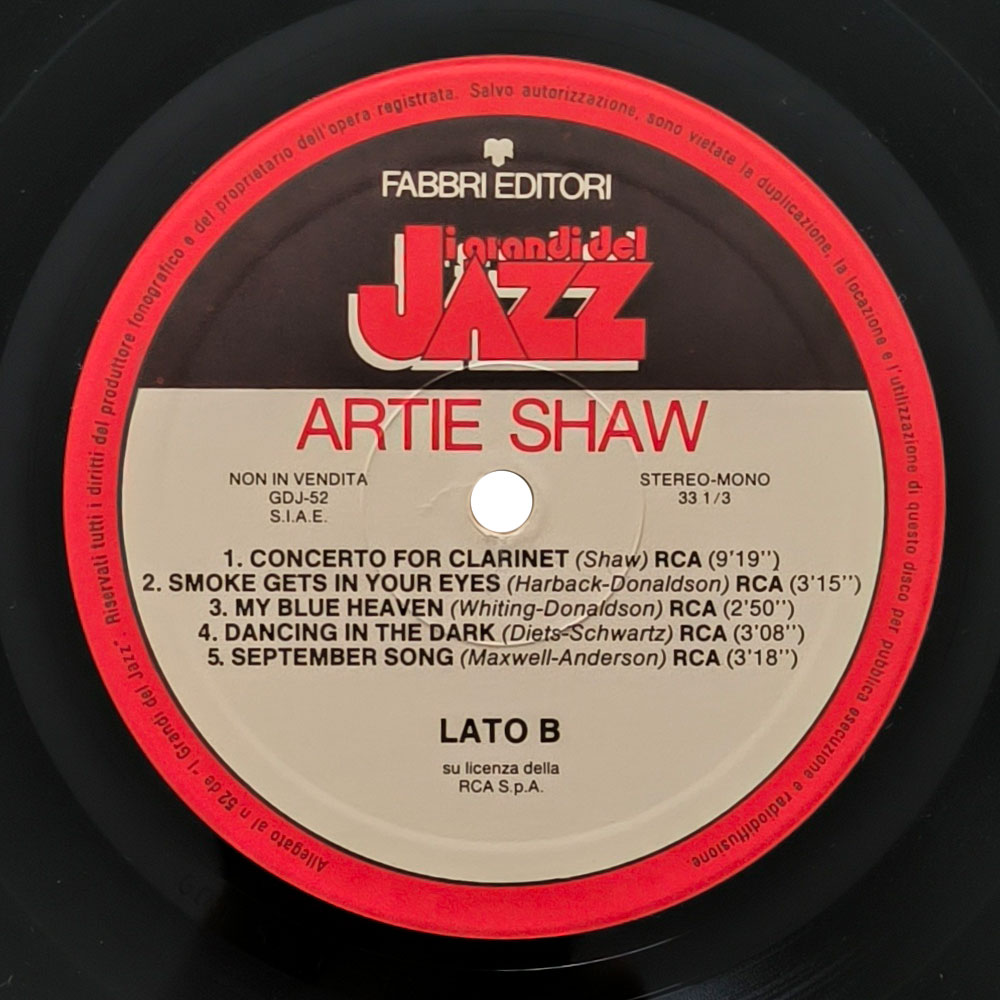 FABBRI EDITORI
i grandi del
JAZZ
ARTIE SHAW
NON IN VENDITA
GDJ-52
S.I.A.E.
STEREO-MONO
33 1/3
1. CONCERTO FOR CLARINET (Shaw) RCA (9'19'')
2. SMOKE GETS IN YOUR EYES (Harback-Donaldson) RCA (3'15'')
3. MY BLUE HEAVEN (Whiting-Donaldson) RCA (2'50'')
4. DANCING IN THE DARK (Diets-Schwartz) RCA (3'08'')
5. SEPTEMBER SONG (Maxwell-Anderson) RCA (3'18'')
LATO B
su licenza della
RCA S.p.A.
Allegato al n. 52 de "I Grandi del Jazz". Riservati tutti i diritti del produttore fonografico e del proprietario dell'opera registrata. Salvo autorizzazione, sono vietate la duplicazione, la locazione e l'utilizzazione di questo disco per pubblica esecuzione e radiodiffusione.